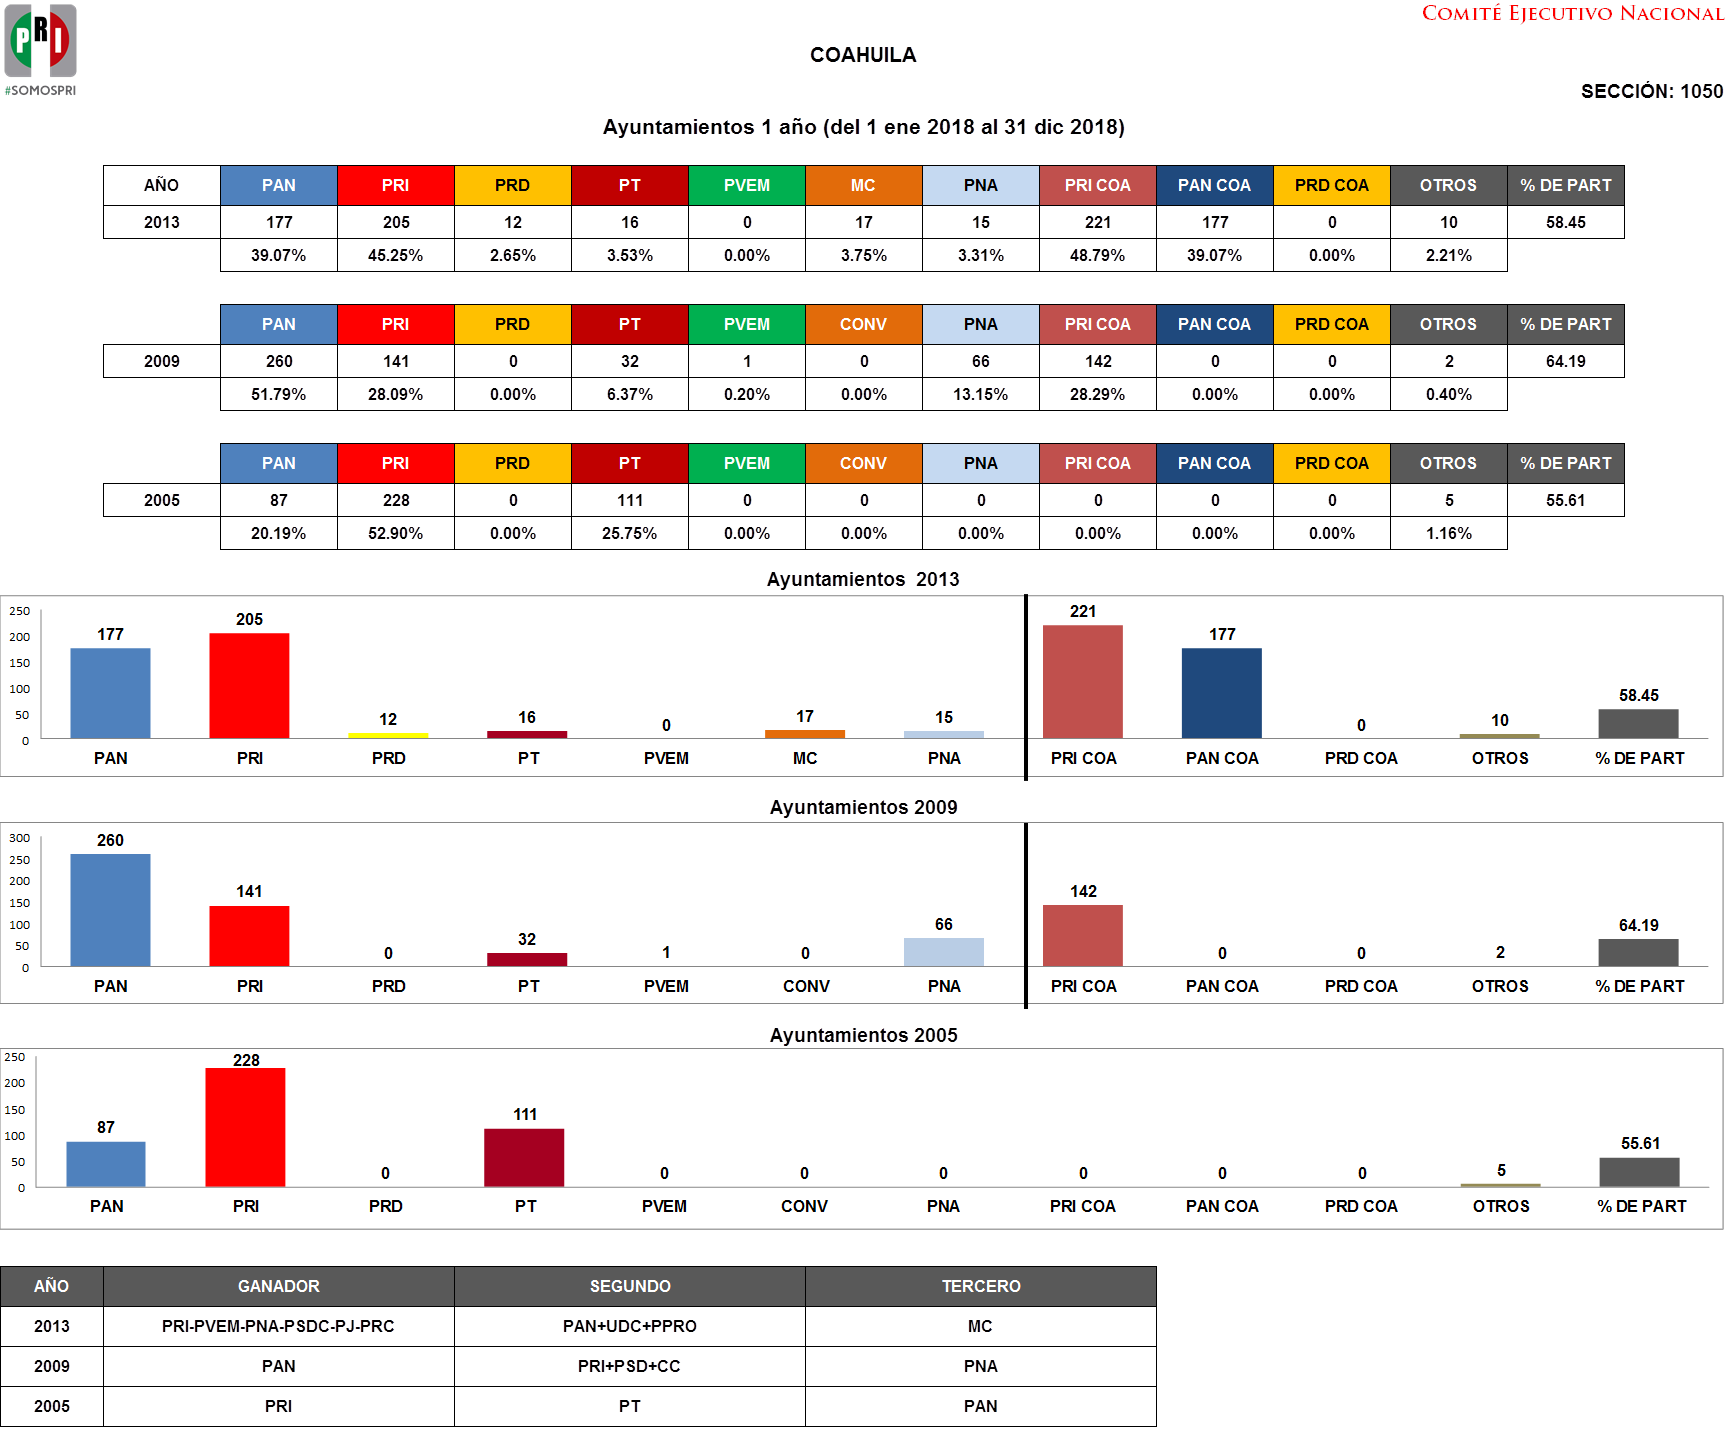 COMITÉ EJECUTIVO NACIONAL
PRI
#SOMOSPRI
COAHUILA
SECCIÓN: 1050
Ayuntamientos 1 año (del 1 ene 2018 al 31 dic 2018)
AÑO PAN PRI PRD PT PVEM MC PNA PRI COA PAN COA PRD COA OTROS % DE PART
2013 177 205 12 16 0 17 15 221 177 0 10 58.45
39.07% 45.25% 2.65% 3.53% 0.00% 3.75% 3.31% 48.79% 39.07% 0.00% 2.21%
PAN PRI PRD PT PVEM CONV PNA PRI COA PAN COA PRD COA OTROS % DE PART
2009 260 141 0 32 1 0 66 142 0 0 2 64.19
51.79% 28.09% 0.00% 6.37% 0.20% 0.00% 13.15% 28.29% 0.00% 0.00% 0.40%
PAN PRI PRD PT PVEM CONV PNA PRI COA PAN COA PRD COA OTROS % DE PART
2005 87 228 0 111 0 0 0 0 0 0 5 55.61
20.19% 52.90% 0.00% 25.75% 0.00% 0.00% 0.00% 0.00% 0.00% 0.00% 1.16%
Ayuntamientos 2013
250
200
150
100
50
0
177 205 12 16 0 17 15 221 177 0 10 58.45
PAN PRI PRD PT PVEM MC PNA PRI COA PAN COA PRD COA OTROS % DE PART
Ayuntamientos 2009
300
250
200
150
100
50
0
260 141 0 32 1 0 66 142 0 0 2 64.19
PAN PRI PRD PT PVEM CONV PNA PRI COA PAN COA PRD COA OTROS % DE PART
Ayuntamientos 2005
250
200
150
100
50
0
87 228 0 111 0 0 0 0 0 0 5 55.61
PAN PRI PRD PT PVEM CONV PNA PRI COA PAN COA PRD COA OTROS % DE PART
AÑO GANADOR SEGUNDO TERCERO
2013 PRI-PVEM-PNA-PSDC-PJ-PRC PAN+UDC+PPRO MC
2009 PAN PRI+PSD+CC PNA
2005 PRI PT PAN